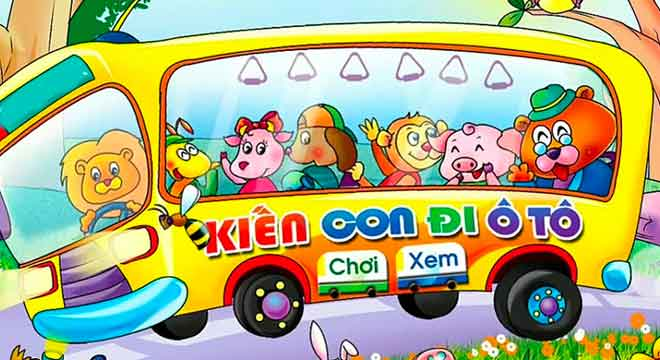 KIẾN CON ĐI Ô TÔ
Chơi Xem